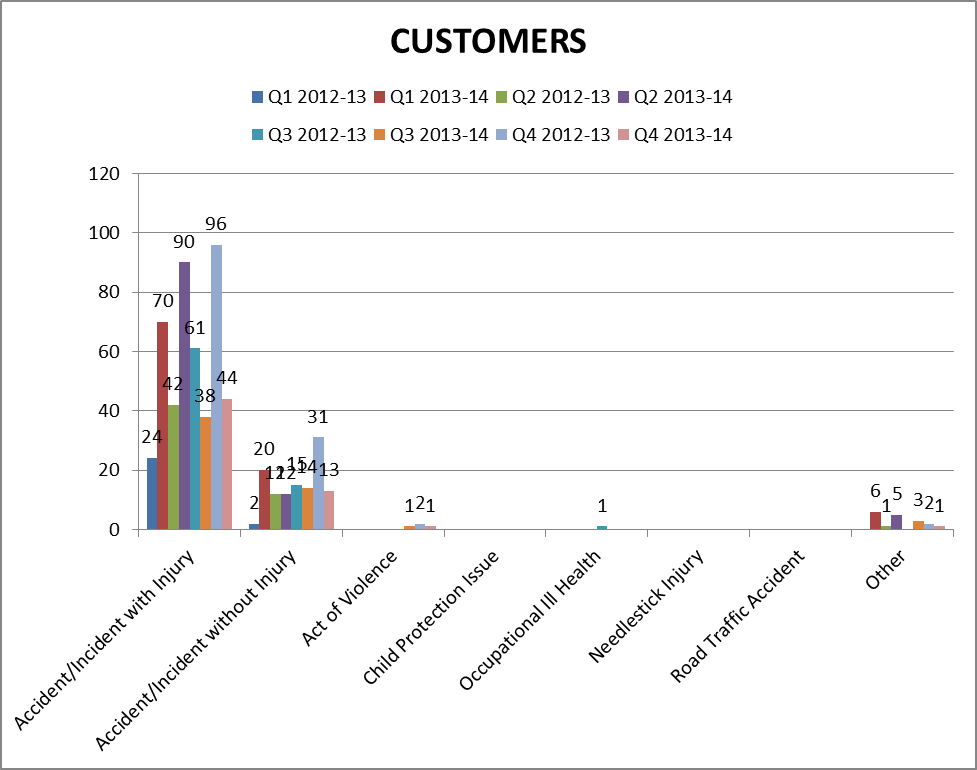 CUSTOMERS
Q1 2012-13 Q1 2013-14 Q2 2012-13 Q2 2013-14
Q3 2012-13 Q3 2013-14 Q4 2012-13 Q4 2013-14
120
100
80
60
40
20
0
24 70 42 90 61 38 96 44
2 20 12 12 15 14 31 13
1 2 1
1
6 1 5 3 2 1
Accident/Incident with Injury
Accident/Incident without Injury
Act of Violence
Child Protection Issue
Occupational Ill Health
Needlestick Injury
Road Traffic Accident
Other